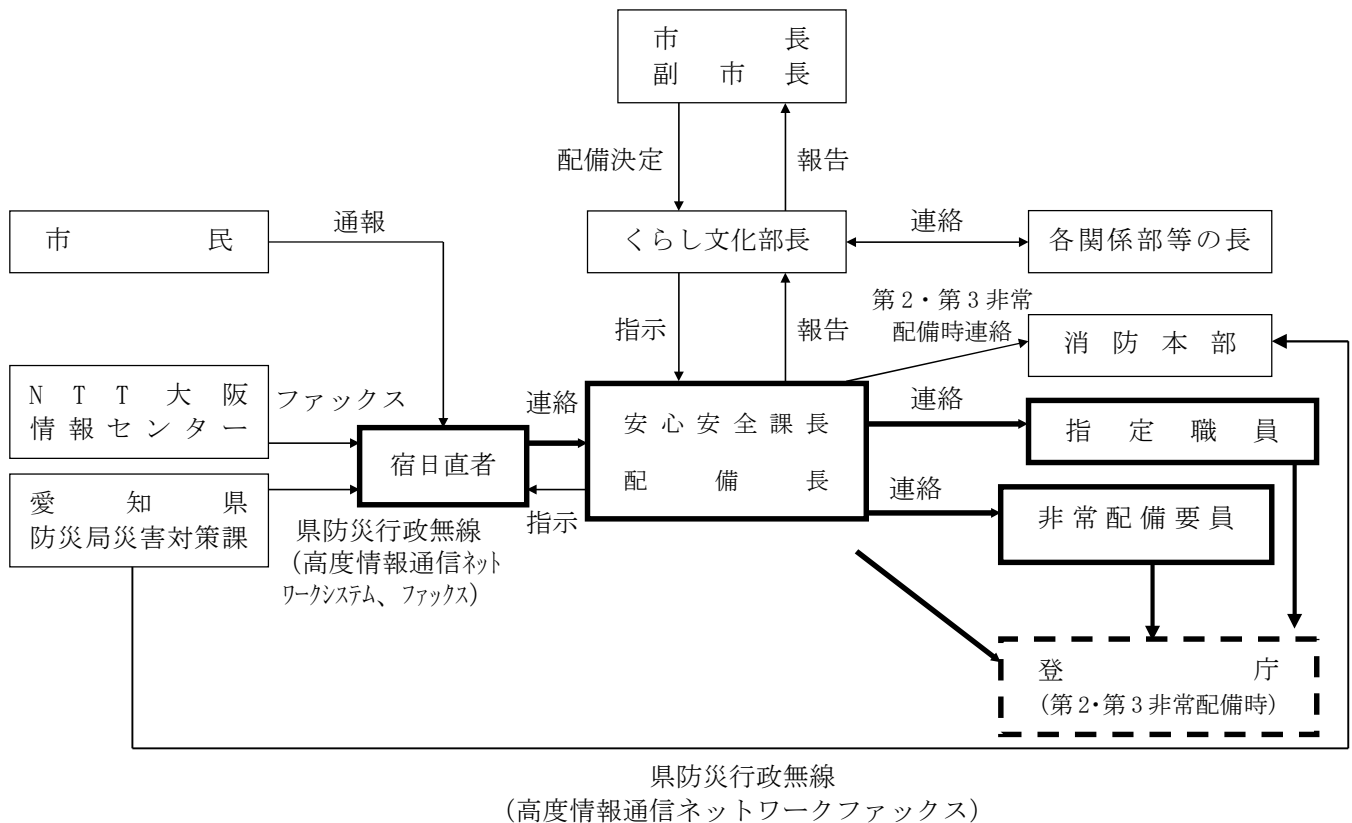 市長
副市長
配備決定
報告
市民
通報
くらし文化部長
連絡
各関係部等の長
指示
報告
第2・第3非常
配備時連絡
消防本部
NTT大阪
情報センター
ファックス
宿日直者
連絡
安心安全課長
配備長
連絡
指定職員
愛知県
防災局災害対策課
指示
連絡
非常配備要員
県防災行政無線
（高度情報通信ネット
ワークシステム、ファックス）
登庁
（第2・第3非常配備時）
県防災行政無線
（高度情報通信ネットワークファックス）